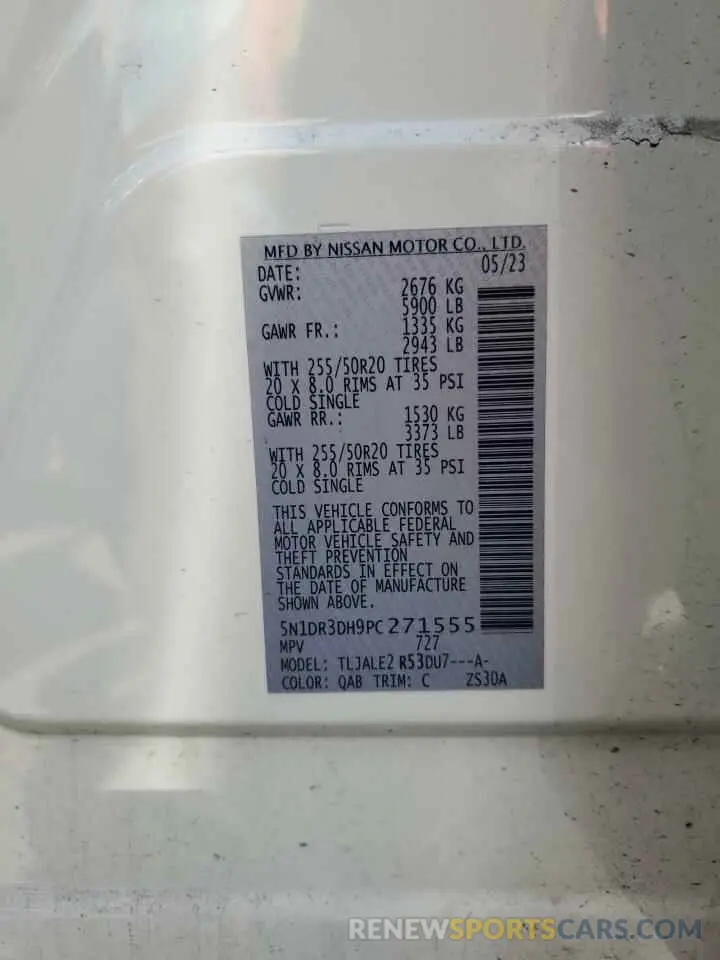 MFD BY NISSAN MOTOR CO., LTD.
DATE: 05/23
GVWR: 2676 KG
5900 LB
GAWR FR.: 1335 KG
2943 LB
WITH 255/50R20 TIRES
20 X 8.0 RIMS AT 35 PSI
COLD SINGLE
GAWR RR.: 1530 KG
3373 LB
WITH 255/50R20 TIRES
20 X 8.0 RIMS AT 35 PSI
COLD SINGLE
THIS VEHICLE CONFORMS TO
ALL APPLICABLE FEDERAL
MOTOR VEHICLE SAFETY AND
THEFT PREVENTION
STANDARDS IN EFFECT ON
THE DATE OF MANUFACTURE
SHOWN ABOVE.
5N1DR3DH9PC271555
MPV 727
MODEL: TLJALE2 R53DU7---A-
COLOR: QAB TRIM: C ZS30A
RENEWSPORTSCARS.COM